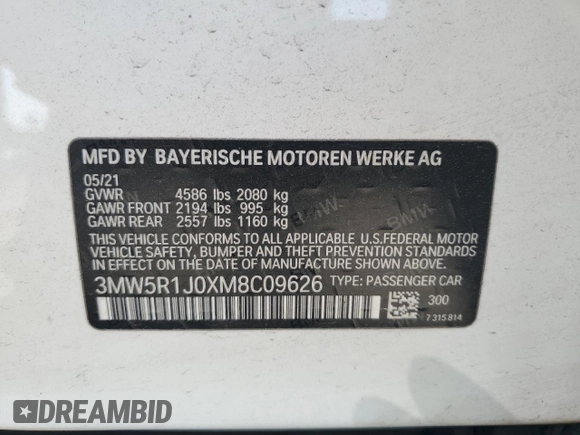 MFD BY BAYERISCHE MOTOREN WERKE AG
05/21
GVWR 4586 lbs 2080 kg
GAWR FRONT 2194 lbs 995 kg
GAWR REAR 2557 lbs 1160 kg
THIS VEHICLE CONFORMS TO ALL APPLICABLE U.S.FEDERAL MOTOR
VEHICLE SAFETY, BUMPER AND THEFT PREVENTION STANDARDS
IN EFFECT ON THE DATE OF MANUFACTURE SHOWN ABOVE.
3MW5R1J0XM8C09626 TYPE: PASSENGER CAR
300
7 315 814
DREAMBID